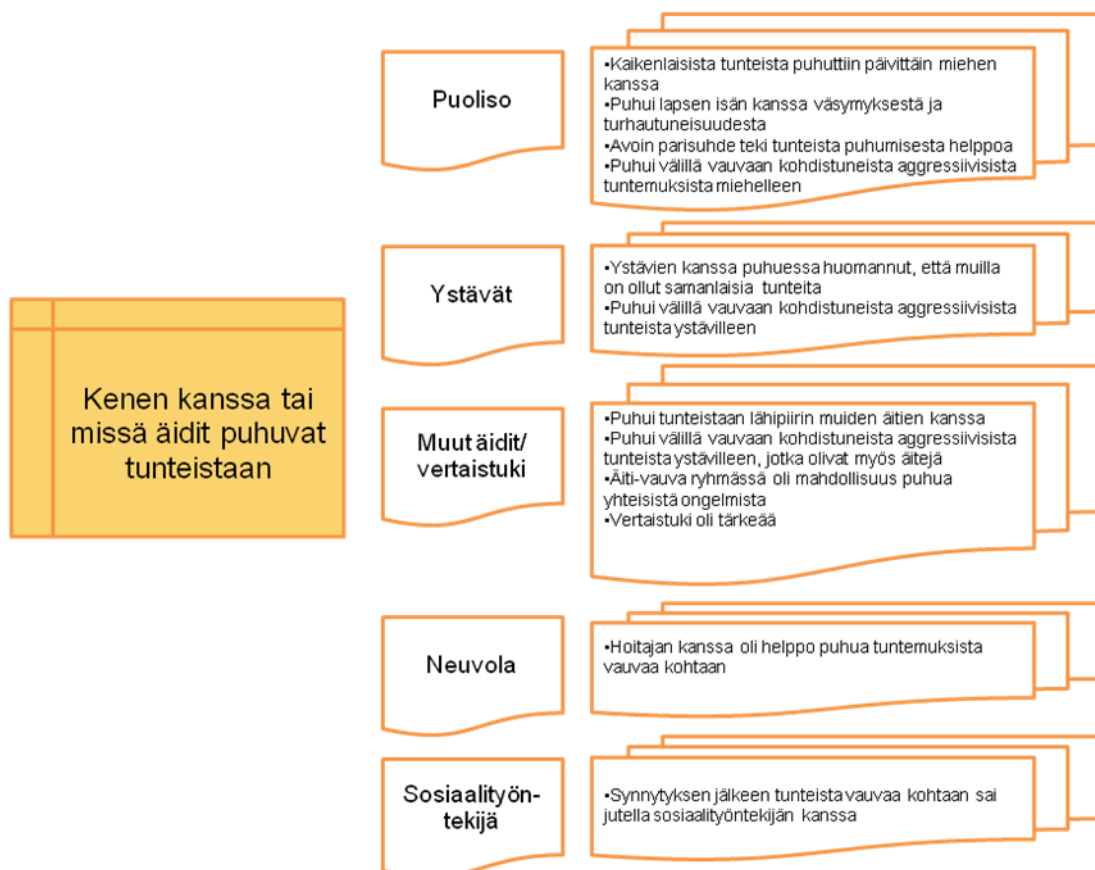 Kenen kanssa tai
missä äidit puhuvat
tunteistaan
Puoliso
▪Kaikenlaisista tunteista puhuttiin päivittäin miehen
kanssa
▪Puhui lapsen isän kanssa väsymyksestä ja
turhautuneisuudesta
▪Avoin parisuhde teki tunteista puhumisesta helppoa
▪Puhui välillä vauvaan kohdistuneista aggressiivisista
tuntemuksista miehelleen
Ystävät
▪Ystävien kanssa puhuessa huomannut, että muilla
on ollut samanlaisia tunteita
▪Puhui välillä vauvaan kohdistuneista aggressiivisista
tunteista ystävilleen
Muut äidit/
vertaistuki
▪Puhui tunteistaan lähipiirin muiden äitien kanssa
▪Puhui välillä vauvaan kohdistuneista aggressiivisista
tunteista ystävilleen, jotka olivat myös äitejä
▪Äiti-vauva ryhmässä oli mahdollisuus puhua
yhteisistä ongelmista
▪Vertaistuki oli tärkeää
Neuvola
▪Hoitajan kanssa oli helppo puhua tuntemuksista
vauvaa kohtaan
Sosiaalityön-
tekijä
▪Synnytyksen jälkeen tunteista vauvaa kohtaan sai
jutella sosiaalityöntekijän kanssa